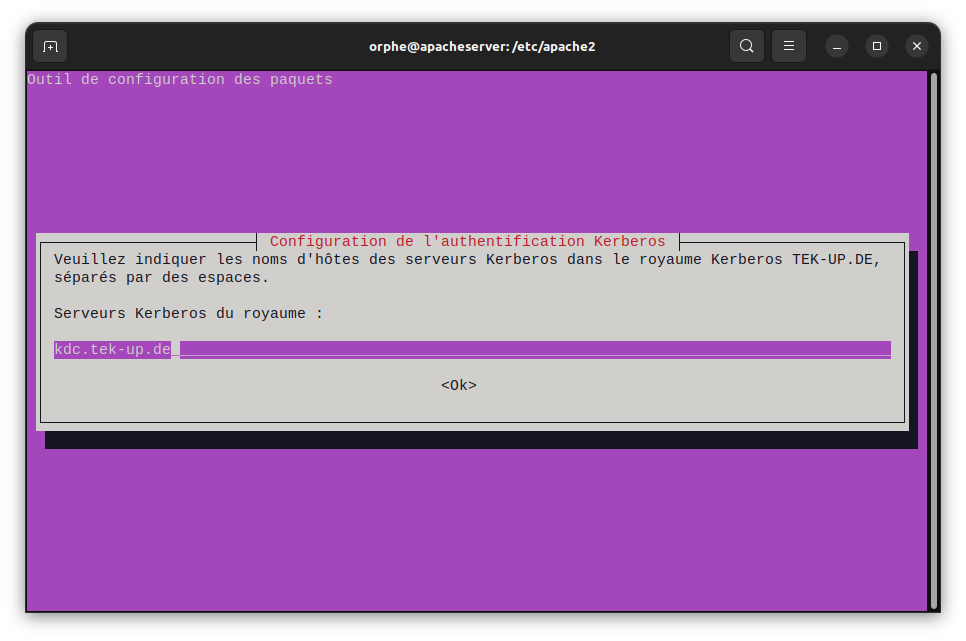 orphe@apacheserver: /etc/apache2
Outil de configuration des paquets
Configuration de l'authentification Kerberos
Veuillez indiquer les noms d'hôtes des serveurs Kerberos dans le royaume Kerberos TEK-UP.DE,
séparés par des espaces.
Serveurs Kerberos du royaume :
kdc.tek-up.de
<Ok>